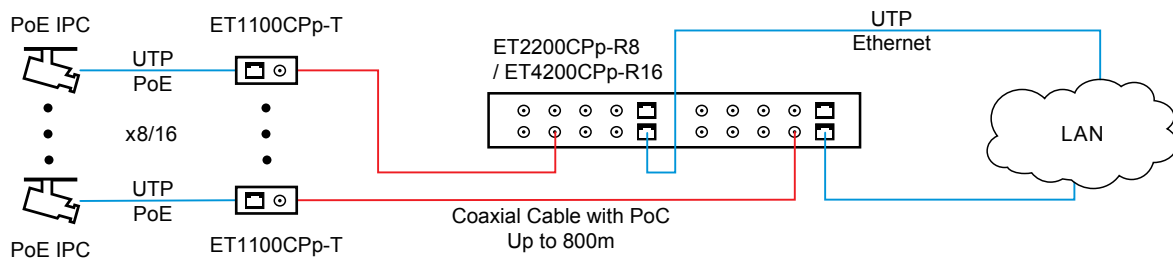 PoE IPC
ET1100CPp-T
UTP
PoE
x8/16
UTP
PoE
PoE IPC
ET1100CPp-T
ET2200CPp-R8
/ ET4200CPp-R16
UTP
Ethernet
LAN
Coaxial Cable with PoC
Up to 800m